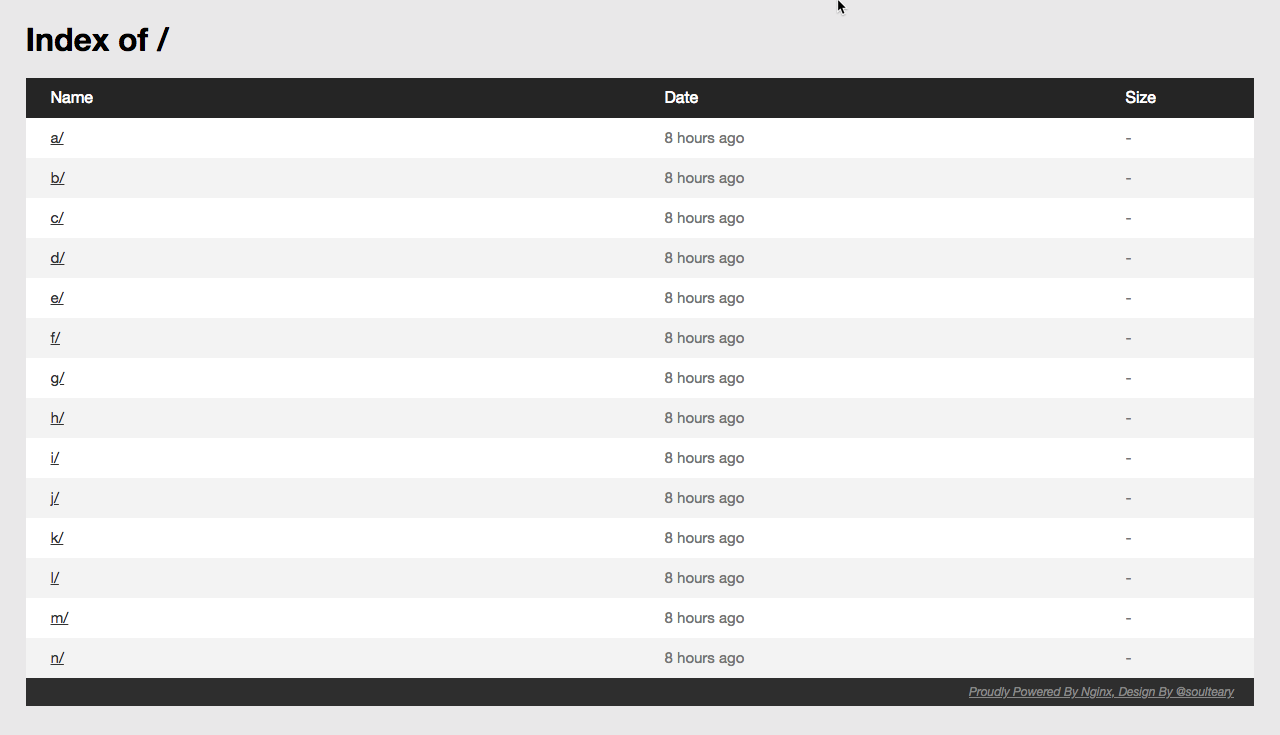 Index of /
Name Date Size
a/ 8 hours ago -
b/ 8 hours ago -
c/ 8 hours ago -
d/ 8 hours ago -
e/ 8 hours ago -
f/ 8 hours ago -
g/ 8 hours ago -
h/ 8 hours ago -
i/ 8 hours ago -
j/ 8 hours ago -
k/ 8 hours ago -
l/ 8 hours ago -
m/ 8 hours ago -
n/ 8 hours ago -
Proudly Powered By Nginx, Design By @soulteary